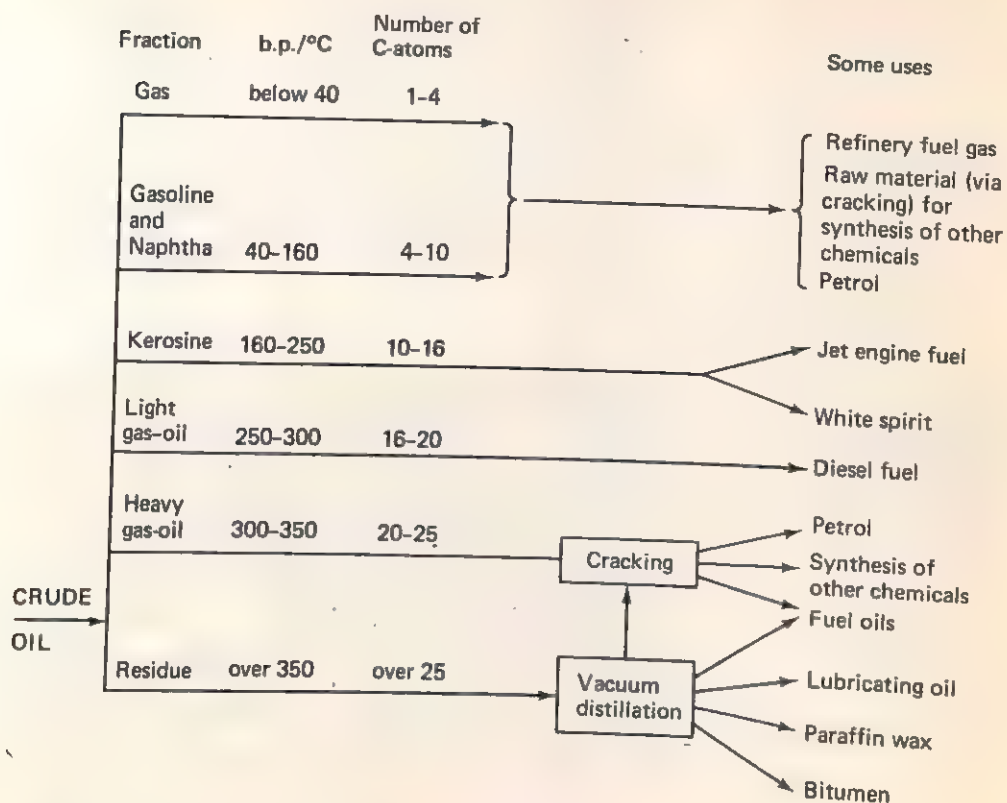 Fraction b.p./°C Number of
C-atoms
Some uses
Gas below 40 1–4
Refinery fuel gas
Raw material (via
cracking) for
synthesis of other
chemicals
Petrol
Gasoline
and
Naphtha 40–160 4–10
Kerosine 160–250 10–16
Jet engine fuel
White spirit
Light
gas-oil 250–300 16–20
Diesel fuel
Heavy
gas-oil 300–350 20–25
Cracking
Petrol
Synthesis of
other chemicals
Fuel oils
CRUDE
OIL
Residue over 350 over 25
Vacuum
distillation
Lubricating oil
Paraffin wax
Bitumen